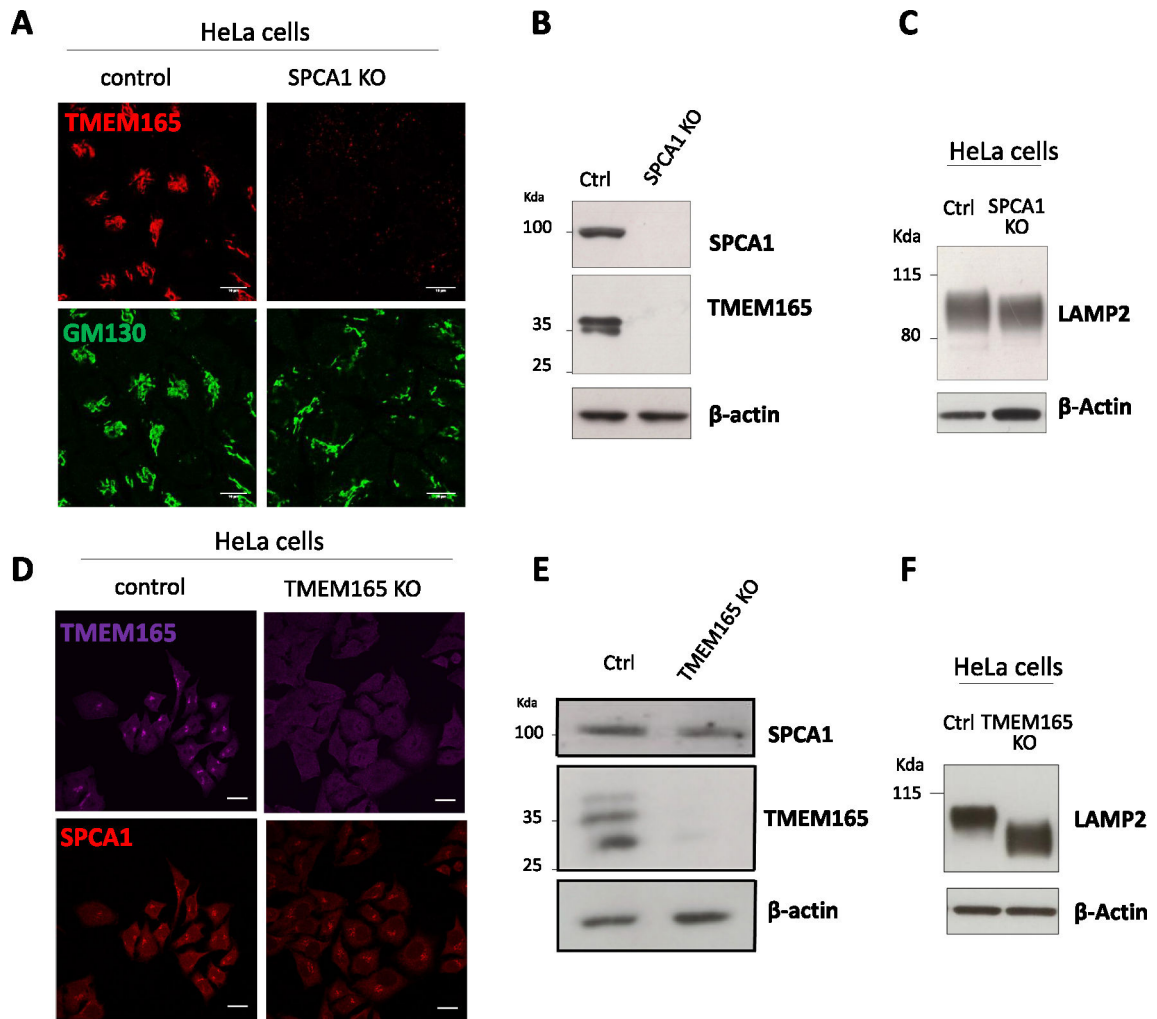 A
HeLa cells
control
SPCA1 KO
TMEM165
GM130
B
Ctrl
SPCA1 KO
Kda
100
SPCA1
TMEM165
35
25
β-actin
C
HeLa cells
Ctrl
SPCA1
KO
Kda
115
LAMP2
80
β-Actin
D
HeLa cells
control
TMEM165 KO
TMEM165
SPCA1
E
Ctrl
TMEM165 KO
Kda
100
SPCA1
35
TMEM165
25
β-actin
F
HeLa cells
Ctrl TMEM165
KO
Kda
115
LAMP2
β-Actin